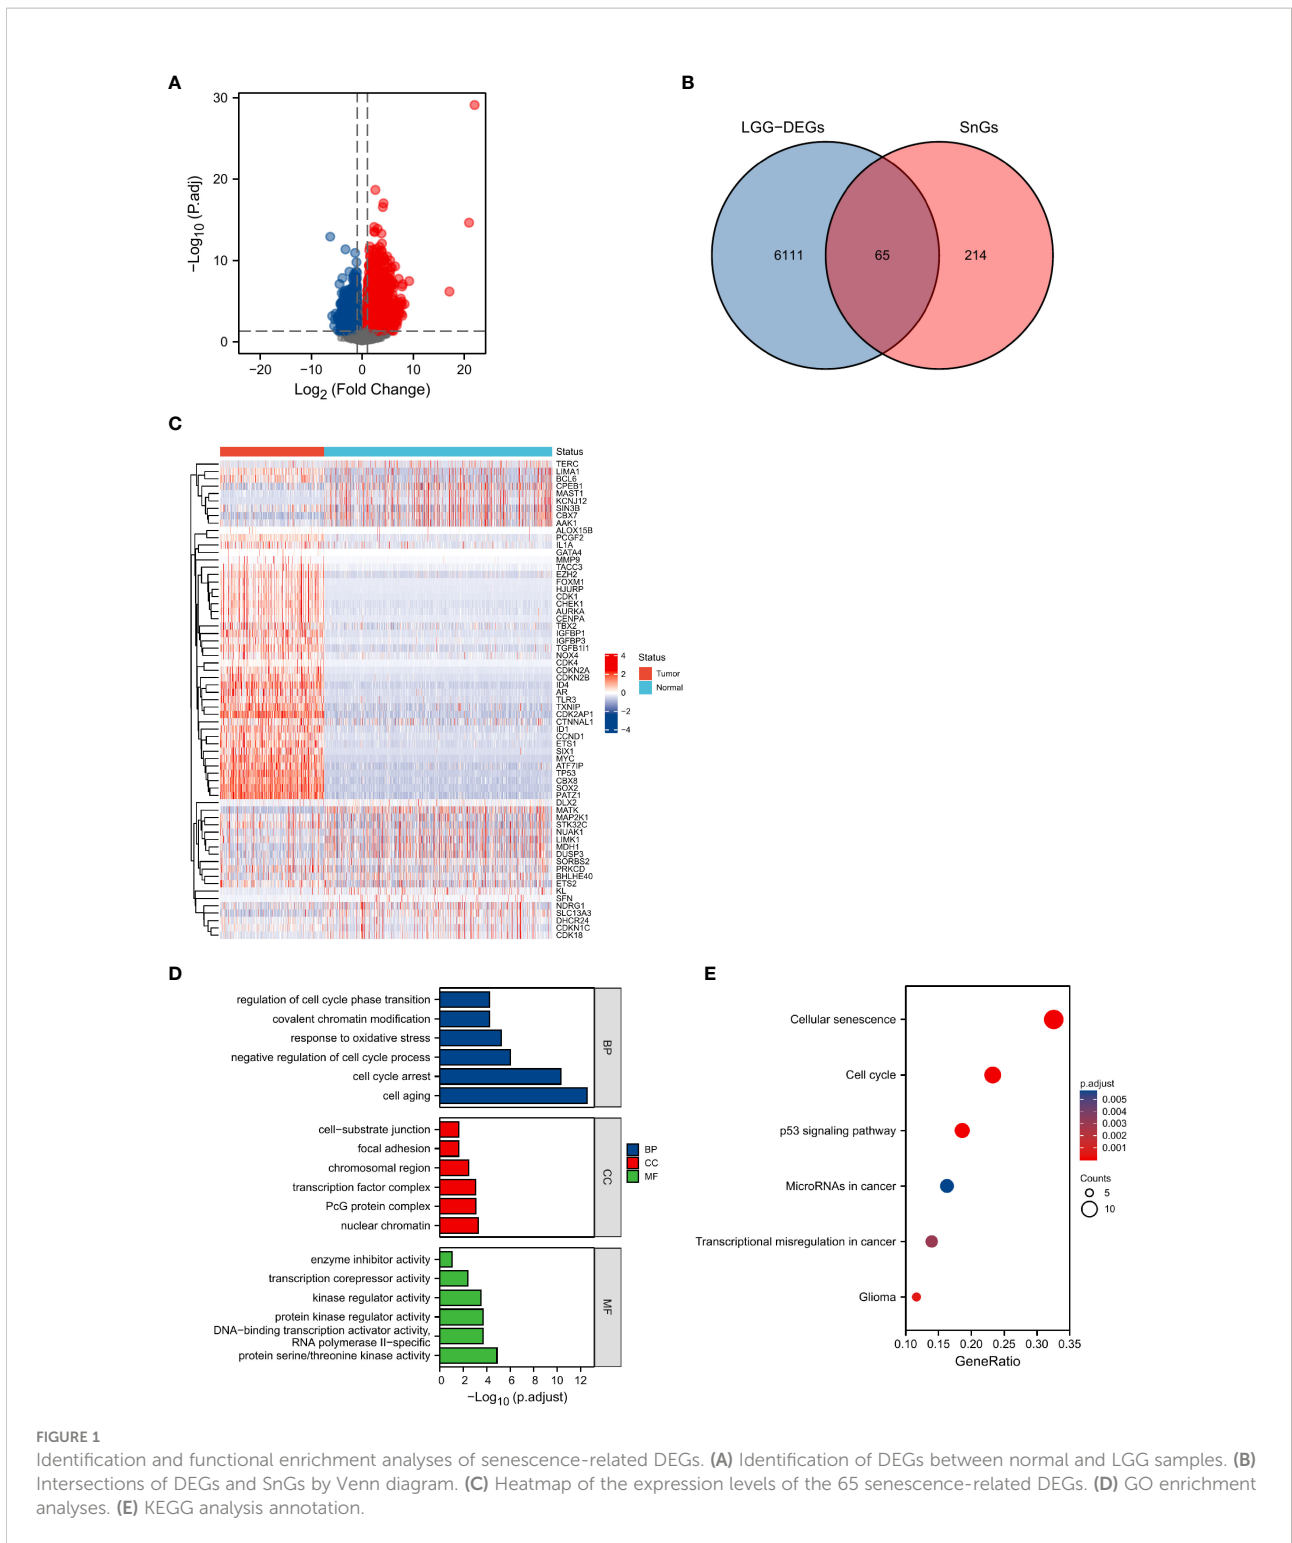 A
30
20
10
0
−Log10 (P.adj)
−20
−10
0
10
20
Log2 (Fold Change)
B
LGG−DEGs
SnGs
6111
65
214
C
Status
TERC
LIMA1
BCL6
CPEB1
MAST1
KCNJ12
SIN3B
CBX7
AAK1
ALOX15B
PCGF2
IL1A
GATA4
MMP9
TACC3
EZH2
FOXM1
HJURP
CDK1
CHEK1
AURKA
CENPA
TBX2
IGFBP1
IGFBP3
TGFB1I1
NOX4
CDK4
CDKN2A
CDKN2B
ID4
AR
TLR3
TXNIP
CDK2AP1
CTNNAL1
ID1
CCND1
ETS1
SIX1
MYC
ATF7IP
TP53
CBX8
SOX2
PATZ1
DLX2
MATK
MAP2K1
STK32C
NUAK1
LIMK1
MDH1
DUSP3
SORBS2
PRKCD
BHLHE40
ETS2
KL
SFN
NDRG1
SLC13A3
DHCR24
CDKN1C
CDK18
4
2
0
−2
−4
Status
Tumor
Normal
D
regulation of cell cycle phase transition
covalent chromatin modification
response to oxidative stress
negative regulation of cell cycle process
cell cycle arrest
cell aging
BP
cell−substrate junction
focal adhesion
chromosomal region
transcription factor complex
PcG protein complex
nuclear chromatin
CC
enzyme inhibitor activity
transcription corepressor activity
kinase regulator activity
protein kinase regulator activity
DNA−binding transcription activator activity,
RNA polymerase II−specific
protein serine/threonine kinase activity
MF
0 2 4 6 8 10 12
−Log10 (p.adjust)
BP
CC
MF
E
Cellular senescence
Cell cycle
p53 signaling pathway
MicroRNAs in cancer
Transcriptional misregulation in cancer
Glioma
0.10 0.15 0.20 0.25 0.30 0.35
GeneRatio
p.adjust
0.005
0.004
0.003
0.002
0.001
Counts
5
10
FIGURE 1
Identification and functional enrichment analyses of senescence-related DEGs. (A) Identification of DEGs between normal and LGG samples. (B)
Intersections of DEGs and SnGs by Venn diagram. (C) Heatmap of the expression levels of the 65 senescence-related DEGs. (D) GO enrichment
analyses. (E) KEGG analysis annotation.